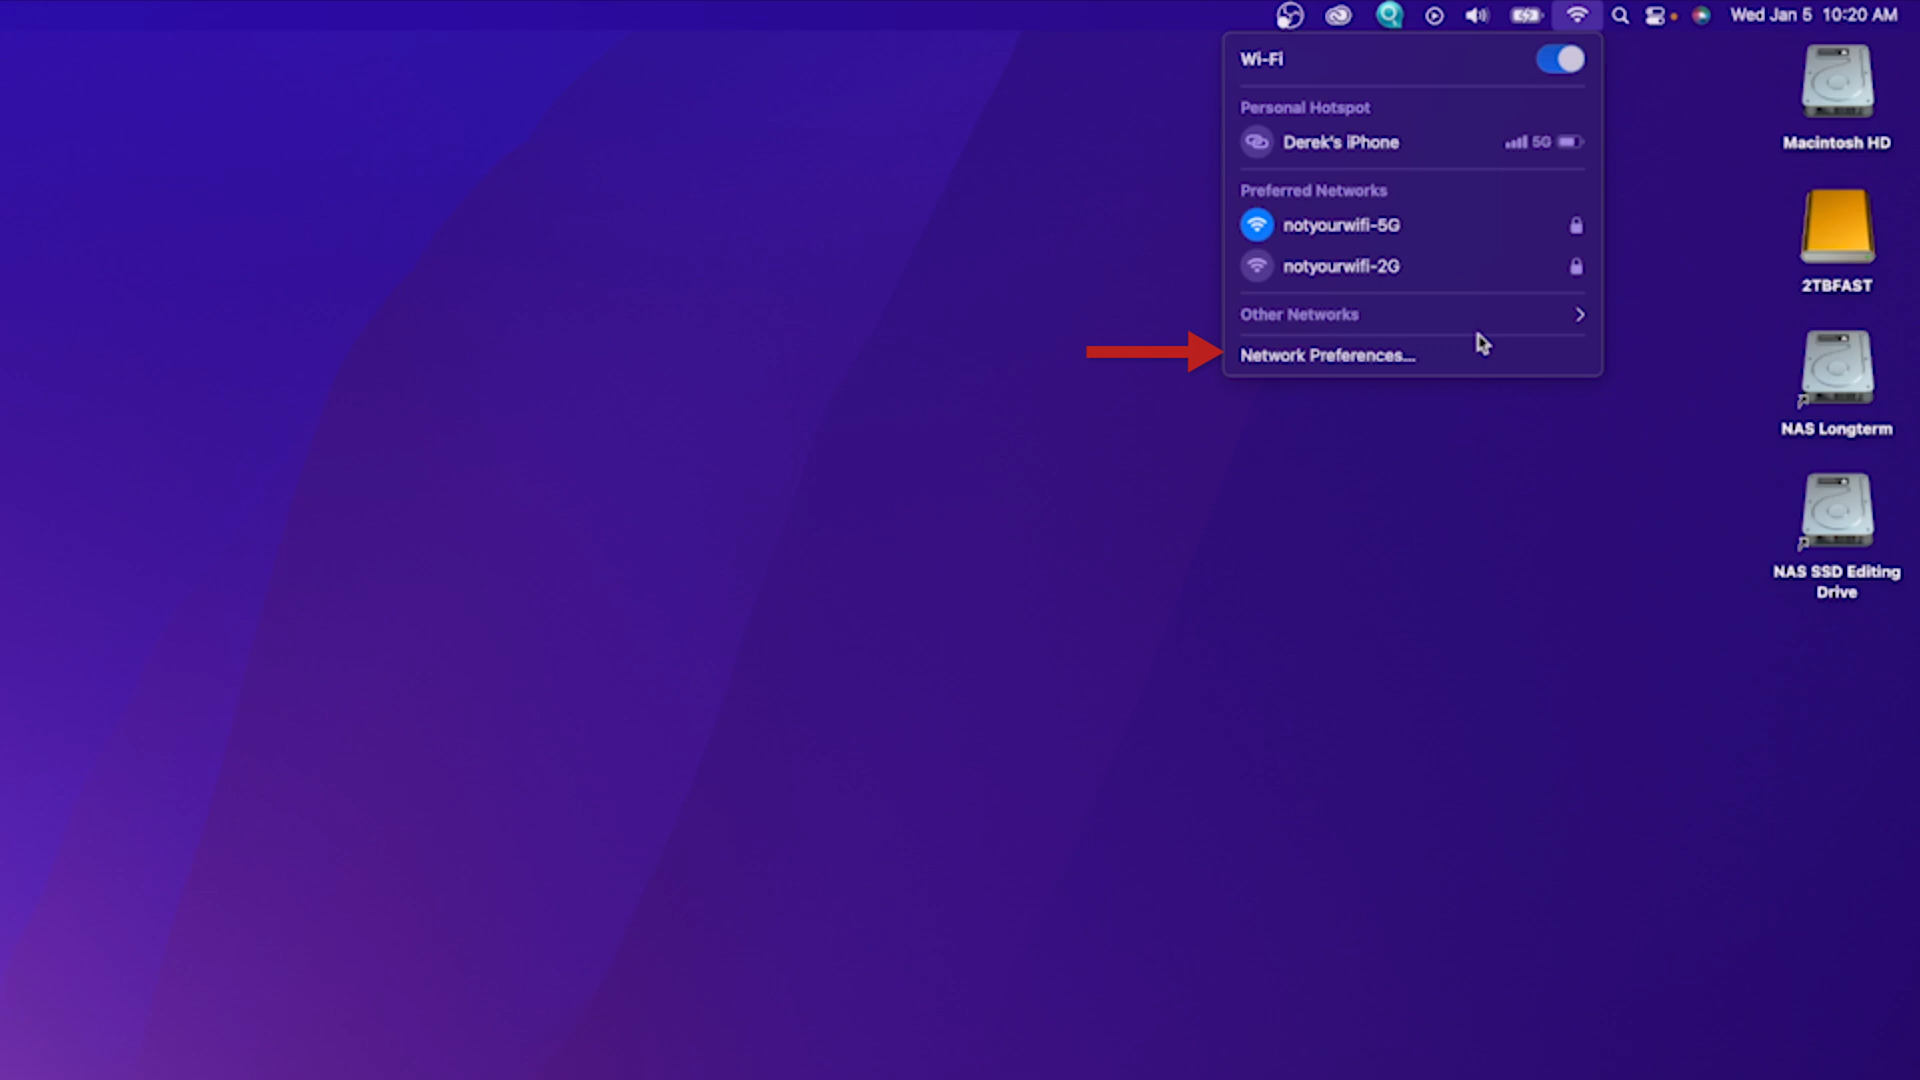 Wed Jan 5 10:20 AM
Wi-Fi
Personal Hotspot
Derek's iPhone 5G
Preferred Networks
notyourwifi-5G
notyourwifi-2G
Other Networks
Network Preferences...
Macintosh HD
2TBFAST
NAS Longterm
NAS SSD Editing
Drive